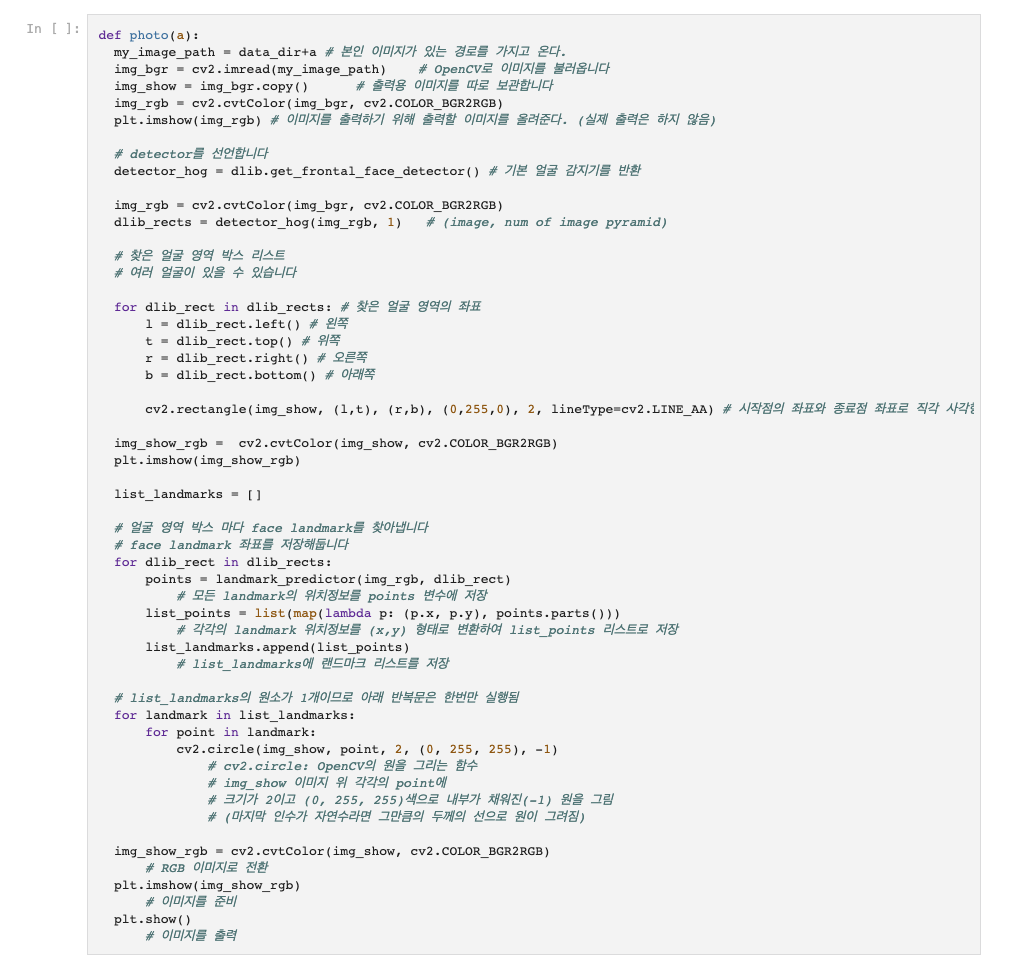 In [ ]:
def photo(a):
  my_image_path = data_dir+a # 본인 이미지가 있는 경로를 가지고 온다.
  img_bgr = cv2.imread(my_image_path)    # OpenCV로 이미지를 불러옵니다
  img_show = img_bgr.copy()      # 출력용 이미지를 따로 보관합니다
  img_rgb = cv2.cvtColor(img_bgr, cv2.COLOR_BGR2RGB)
  plt.imshow(img_rgb) # 이미지를 출력하기 위해 출력할 이미지를 올려준다. (실제 출력은 하지 않음)
  # detector를 선언합니다
  detector_hog = dlib.get_frontal_face_detector() # 기본 얼굴 감지기를 반환
  img_rgb = cv2.cvtColor(img_bgr, cv2.COLOR_BGR2RGB)
  dlib_rects = detector_hog(img_rgb, 1)   # (image, num of image pyramid)
  # 찾은 얼굴 영역 박스 리스트
  # 여러 얼굴이 있을 수 있습니다
  for dlib_rect in dlib_rects: # 찾은 얼굴 영역의 좌표
      l = dlib_rect.left() # 왼쪽
      t = dlib_rect.top() # 위쪽
      r = dlib_rect.right() # 오른쪽
      b = dlib_rect.bottom() # 아래쪽
      cv2.rectangle(img_show, (l,t), (r,b), (0,255,0), 2, lineType=cv2.LINE_AA) # 시작점의 좌표와 종료점 좌표로 직각
  img_show_rgb =  cv2.cvtColor(img_show, cv2.COLOR_BGR2RGB)
  plt.imshow(img_show_rgb)
  list_landmarks = []
  # 얼굴 영역 박스 마다 face landmark를 찾아냅니다
  # face landmark 좌표를 저장해둡니다
  for dlib_rect in dlib_rects:
      points = landmark_predictor(img_rgb, dlib_rect)
          # 모든 landmark의 위치정보를 points 변수에 저장
      list_points = list(map(lambda p: (p.x, p.y), points.parts()))
          # 각각의 landmark 위치정보를 (x,y) 형태로 변환하여 list_points 리스트로 저장
      list_landmarks.append(list_points)
          # list_landmarks에 랜드마크 리스트를 저장
  # list_landmarks의 원소가 1개이므로 아래 반복문은 한번만 실행됨
  for landmark in list_landmarks:
      for point in landmark:
          cv2.circle(img_show, point, 2, (0, 255, 255), -1)
              # cv2.circle: OpenCV의 원을 그리는 함수
              # img_show 이미지 위 각각의 point에
              # 크기가 2이고 (0, 255, 255)색으로 내부가 채워진(-1) 원을 그림
              # (마지막 인수가 자연수라면 그만큼의 두께의 선으로 원이 그려짐)
  img_show_rgb = cv2.cvtColor(img_show, cv2.COLOR_BGR2RGB)
      # RGB 이미지로 전환
  plt.imshow(img_show_rgb)
      # 이미지를 준비
  plt.show()
      # 이미지를 출력